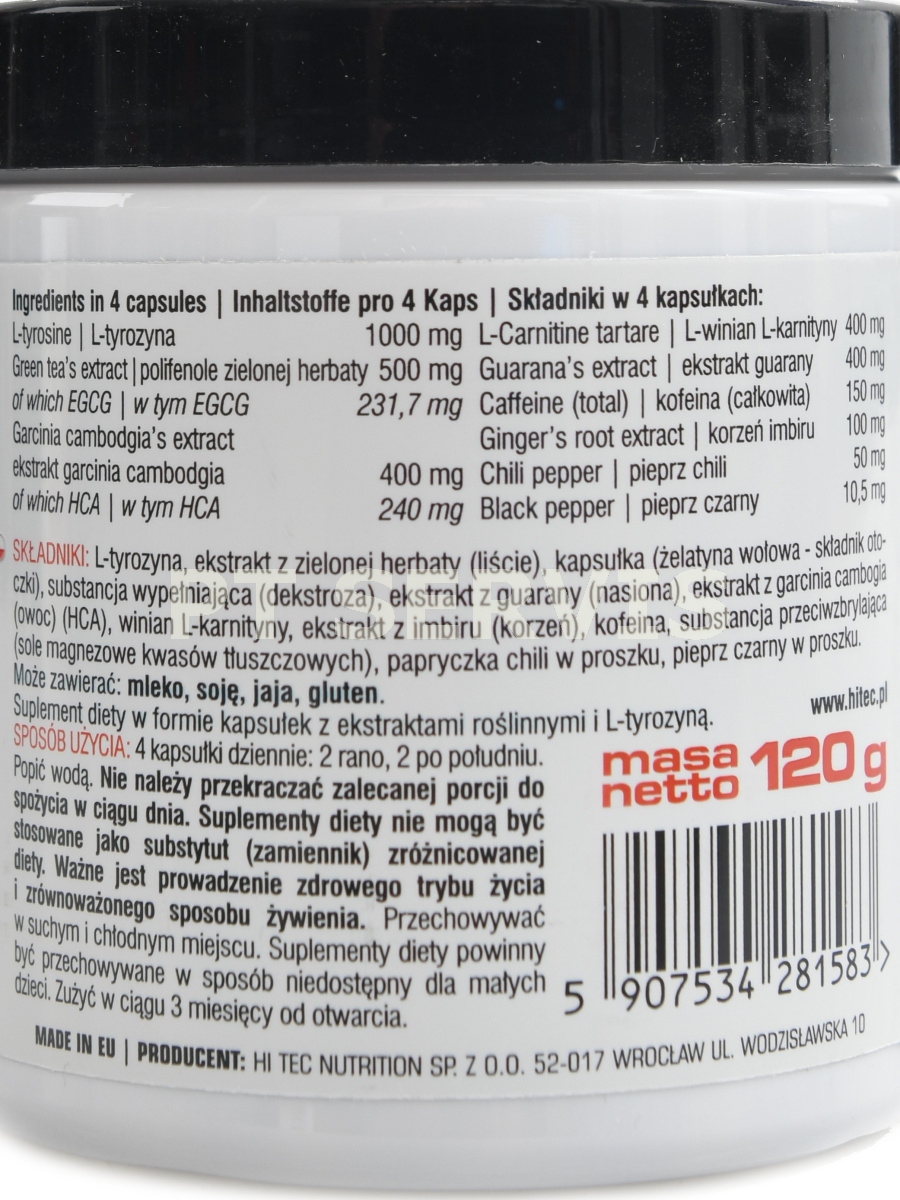 Ingredients in 4 capsules | Inhaltstoffe pro 4 Kaps | Składniki w 4 kapsułkach:
L-tyrosine | L-tyrozyna 1000 mg
Green tea's extract | polifenole zielonej herbaty 500 mg
of which EGCG | w tym EGCG 231,7 mg
Garcinia cambodgia's extract
ekstrakt garcinia cambodgia 400 mg
of which HCA | w tym HCA 240 mg
L-Carnitine tartare | L-winian L-karnityny 400 mg
Guarana's extract | ekstrakt guarany 400 mg
Caffeine (total) | kofeina (całkowita) 150 mg
Ginger's root extract | korzeń imbiru 100 mg
Chili pepper | pieprz chili 50 mg
Black pepper | pieprz czarny 10,5 mg
SKŁADNIKI: L-tyrozyna, ekstrakt z zielonej herbaty (liście), kapsułka (żelatyna wołowa - składnik oto-
czki), substancja wypełniająca (dekstroza), ekstrakt z guarany (nasiona), ekstrakt z garcinia cambogia
(owoc) (HCA), winian L-karnityny, ekstrakt z imbiru (korzeń), kofeina, substancja przeciwzbrylająca
(sole magnezowe kwasów tłuszczowych), papryczka chili w proszku, pieprz czarny w proszku.
Może zawierać: mleko, soję, jaja, gluten.
Suplement diety w formie kapsułek z ekstraktami roślinnymi i L-tyrozyną.
SPOSÓB UŻYCIA: 4 kapsułki dziennie: 2 rano, 2 po południu.
Popić wodą. Nie należy przekraczać zalecanej porcji do
spożycia w ciągu dnia. Suplementy diety nie mogą być
stosowane jako substytut (zamiennik) zróżnicowanej
diety. Ważne jest prowadzenie zdrowego trybu życia
i zrównoważonego sposobu żywienia. Przechowywać
w suchym i chłodnym miejscu. Suplementy diety powinny
być przechowywane w sposób niedostępny dla małych
dzieci. Zużyć w ciągu 3 miesięcy od otwarcia.
www.hitec.pl
masa netto 120 g
5 907534 281583 >
MADE IN EU | PRODUCENT: HI TEC NUTRITION SP. Z O.O. 52-017 WROCŁAW UL. WODZISŁAWSKA 10
FT SERVIS